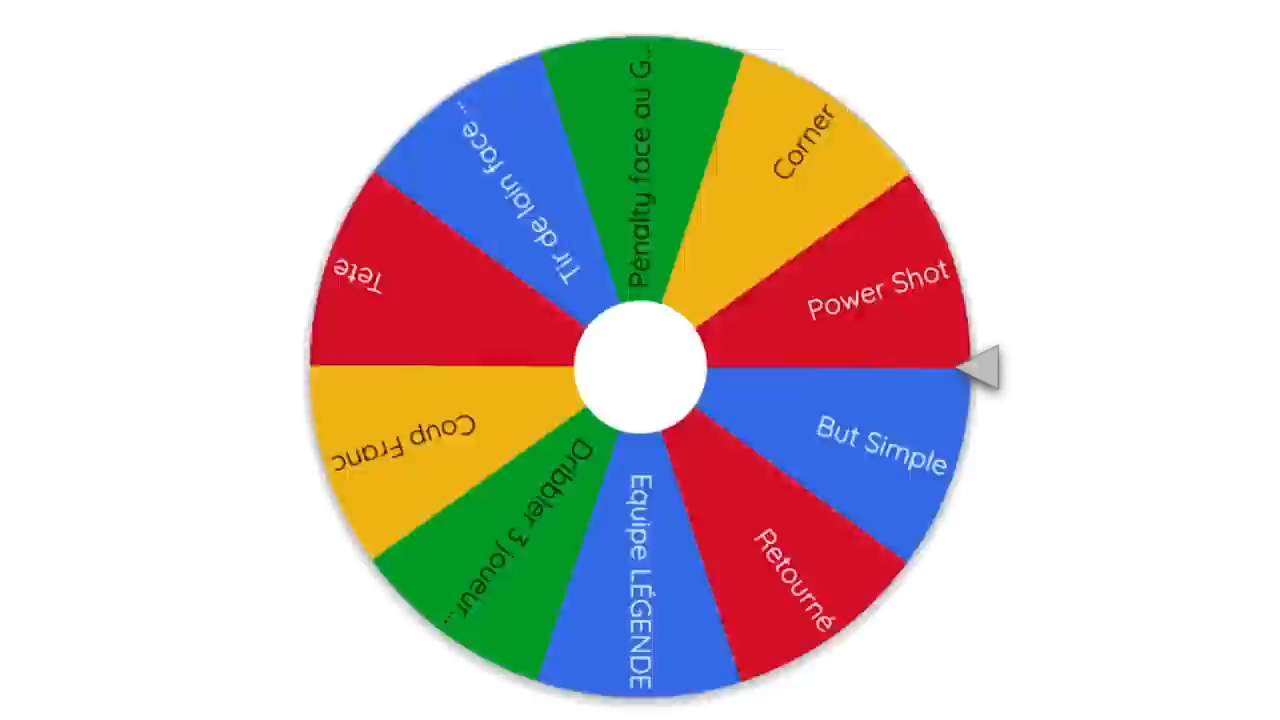 Pénalty face au G...
Corner
Power Shot
But Simple
Retourné
Equipe LÉGENDE
Dribbler 3 joueur...
Coup Franc
Tete
Tir de loin face ...